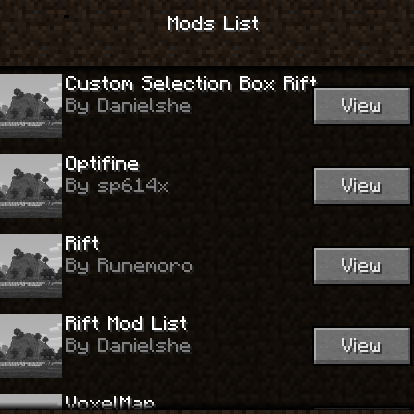 Mods List
Custom Selection Box Rift
By Danielshe
View
Optifine
By sp614x
View
Rift
By Runemoro
View
Rift Mod List
By Danielshe
View
VoxelMap